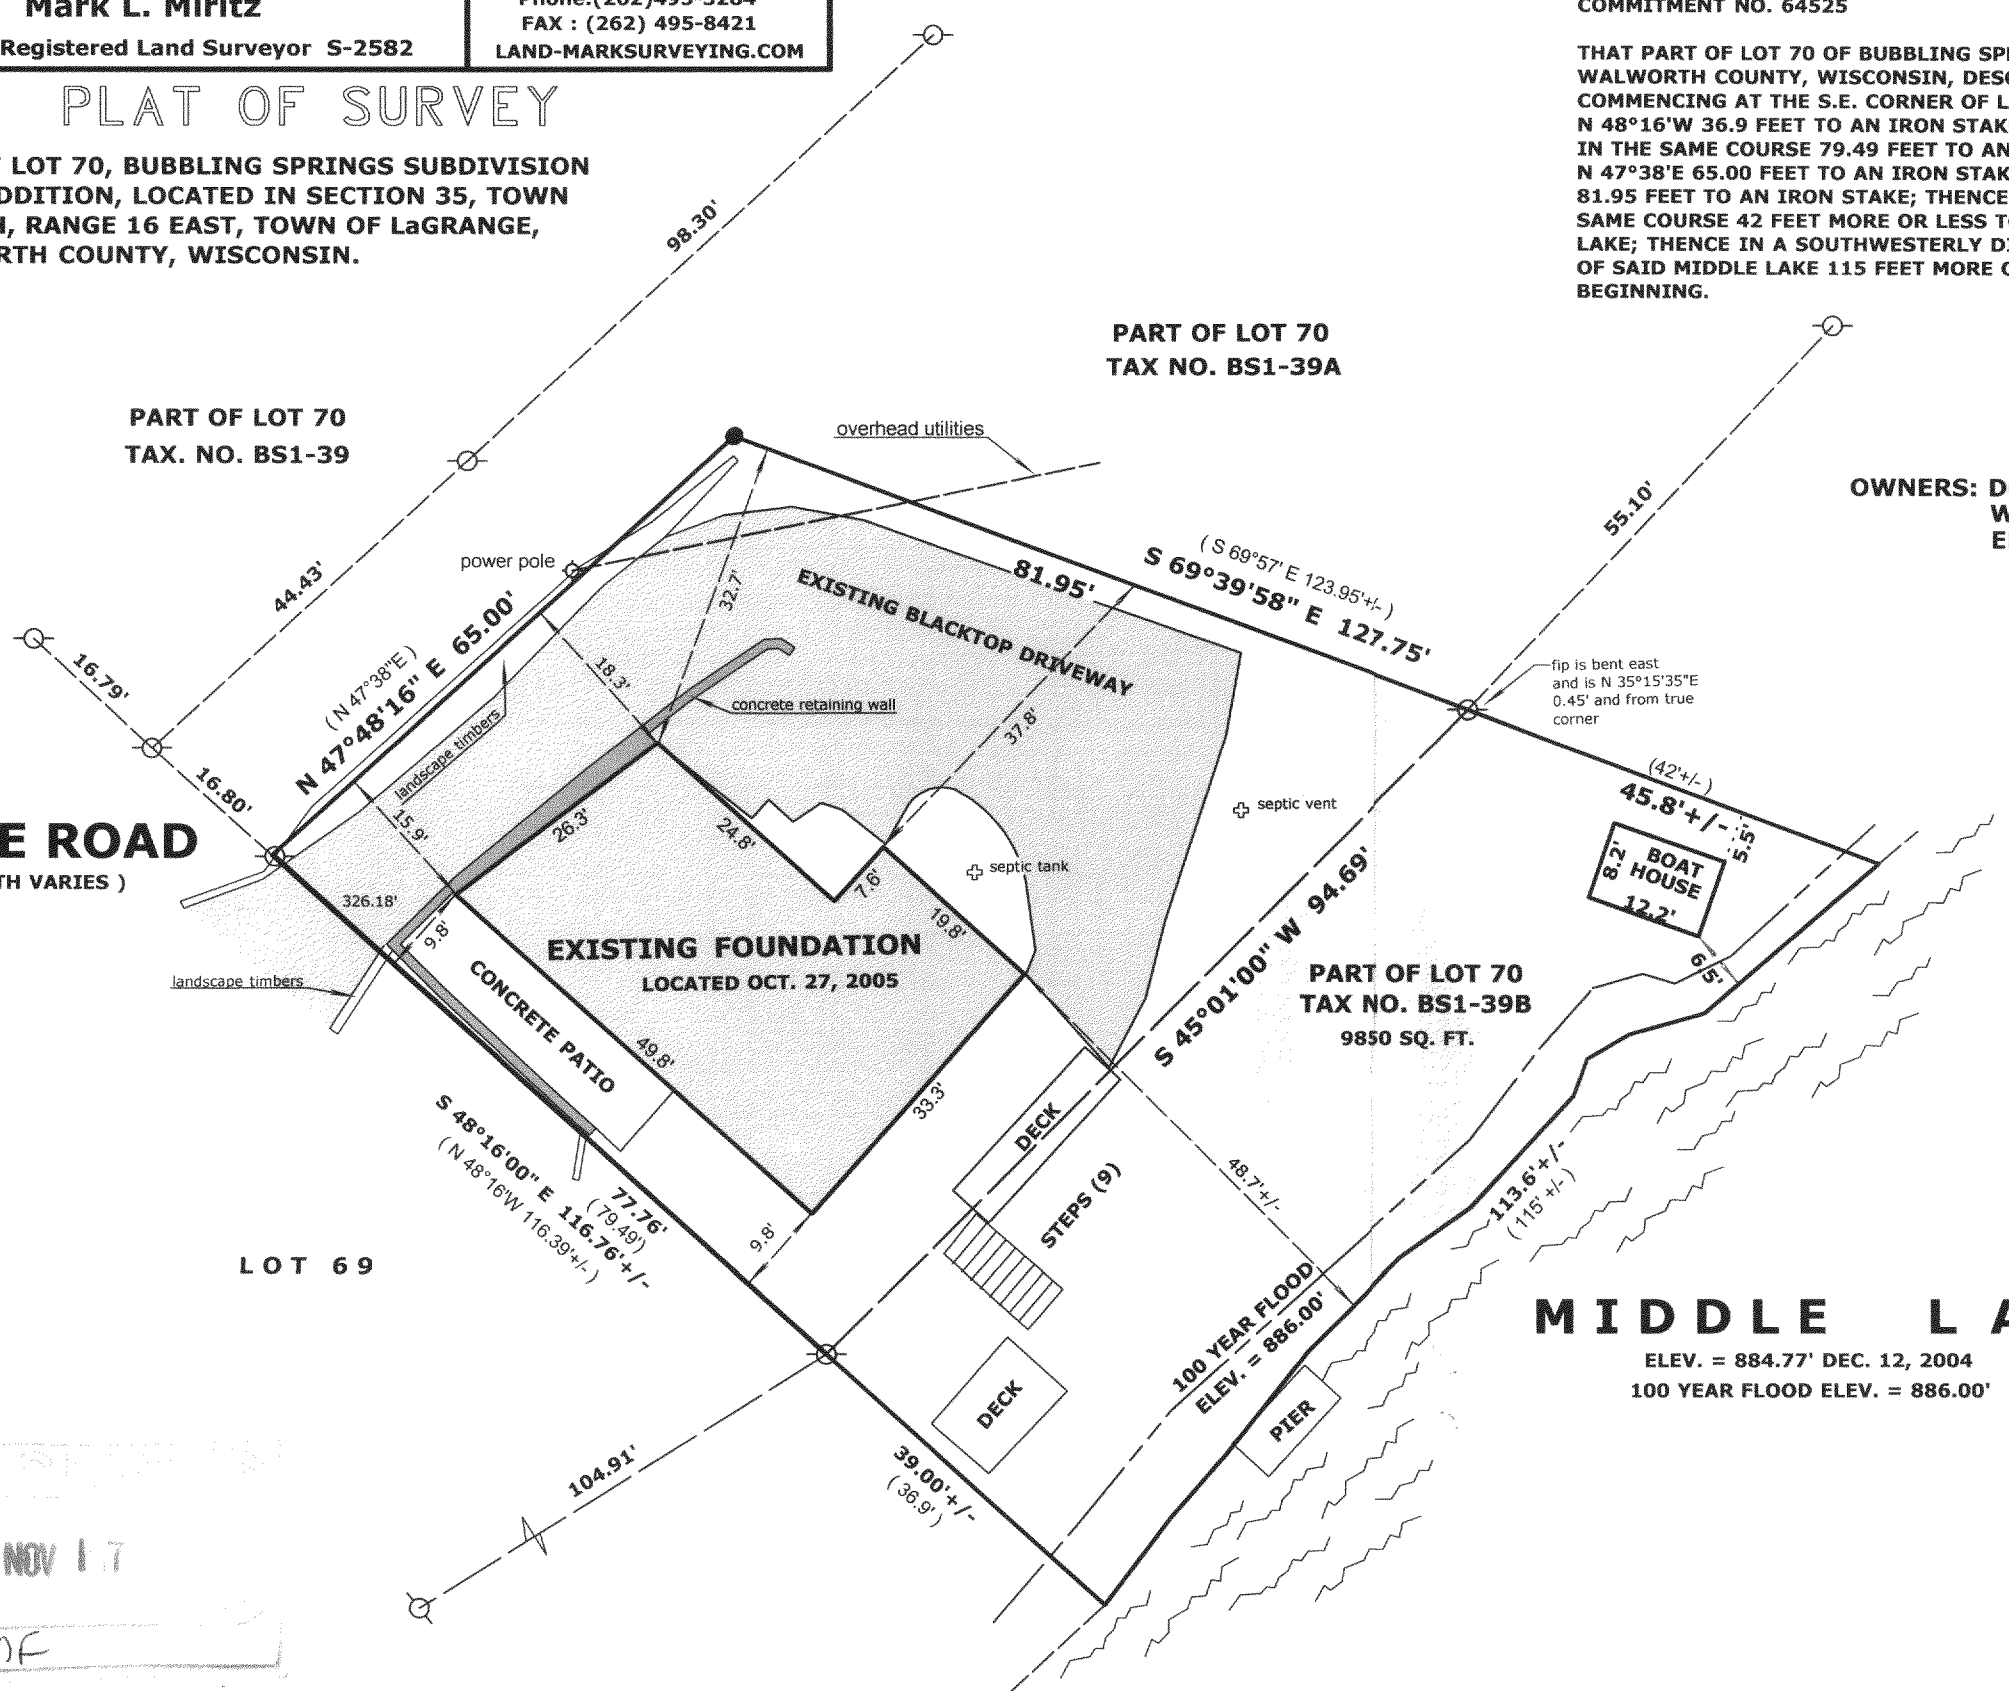 Mark L. Miritz
Registered Land Surveyor S-2582
FAX : (262) 495-8421
LAND-MARKSURVEYING.COM
PLAT OF SURVEY
LOT 70, BUBBLING SPRINGS SUBDIVISION
DDITION, LOCATED IN SECTION 35, TOWN
H, RANGE 16 EAST, TOWN OF LaGRANGE,
RTH COUNTY, WISCONSIN.
COMMITMENT NO. 64525
THAT PART OF LOT 70 OF BUBBLING SPR
WALWORTH COUNTY, WISCONSIN, DESC
COMMENCING AT THE S.E. CORNER OF L
N 48°16'W 36.9 FEET TO AN IRON STAK
IN THE SAME COURSE 79.49 FEET TO AN
N 47°38'E 65.00 FEET TO AN IRON STAK
81.95 FEET TO AN IRON STAKE; THENCE
SAME COURSE 42 FEET MORE OR LESS TO
LAKE; THENCE IN A SOUTHWESTERLY DI
OF SAID MIDDLE LAKE 115 FEET MORE O
BEGINNING.
98.30'
PART OF LOT 70
TAX NO. BS1-39A
PART OF LOT 70
TAX. NO. BS1-39
overhead utilities
OWNERS: D
W
E
55.10'
power pole
44.43'
16.79'
16.80'
( N 47°38"E )
N 47°48'16" E 65.00'
32.7'
18.3'
EXISTING BLACKTOP DRIVEWAY
81.95'
( S 69°57' E 123.95'+/- )
S 69°39'58" E 127.75'
fip is bent east
and is N 35°15'35"E
0.45' and from true
corner
concrete retaining wall
37.8'
landscape timbers
15.9'
26.3'
24.8'
7.6'
19.8'
septic vent
septic tank
(42'+/-)
45.8'+/-
5.5'
8.2'
BOAT
HOUSE
12.2'
6.5'
E ROAD
TH VARIES )
326.18'
9.8'
landscape timbers
EXISTING FOUNDATION
LOCATED OCT. 27, 2005
CONCRETE PATIO
49.8'
33.3'
S 45°01'00" W 94.69'
PART OF LOT 70
TAX NO. BS1-39B
9850 SQ. FT.
DECK
STEPS (9)
48.7'+/-
113.6'+/-
( 115' +/- )
S 48°16'00" E 116.76'+/-
( N 48°16'W 116.39'+/- )
77.76'
( 79.49')
9.8'
LOT 69
100 YEAR FLOOD
ELEV. = 886.00'
MIDDLE LA
ELEV. = 884.77' DEC. 12, 2004
100 YEAR FLOOD ELEV. = 886.00'
DECK
PIER
104.91'
39.00'+/-
( 36.9')
NOV 17